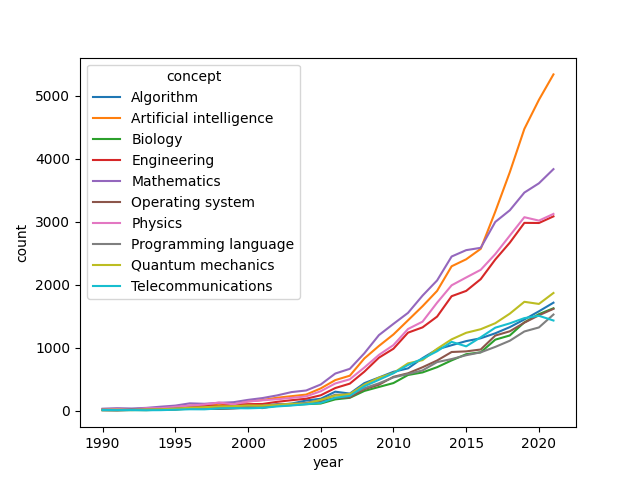 concept
Algorithm
Artificial intelligence
Biology
Engineering
Mathematics
Operating system
Physics
Programming language
Quantum mechanics
Telecommunications
5000
4000
3000
2000
1000
0
count
1990 1995 2000 2005 2010 2015 2020
year